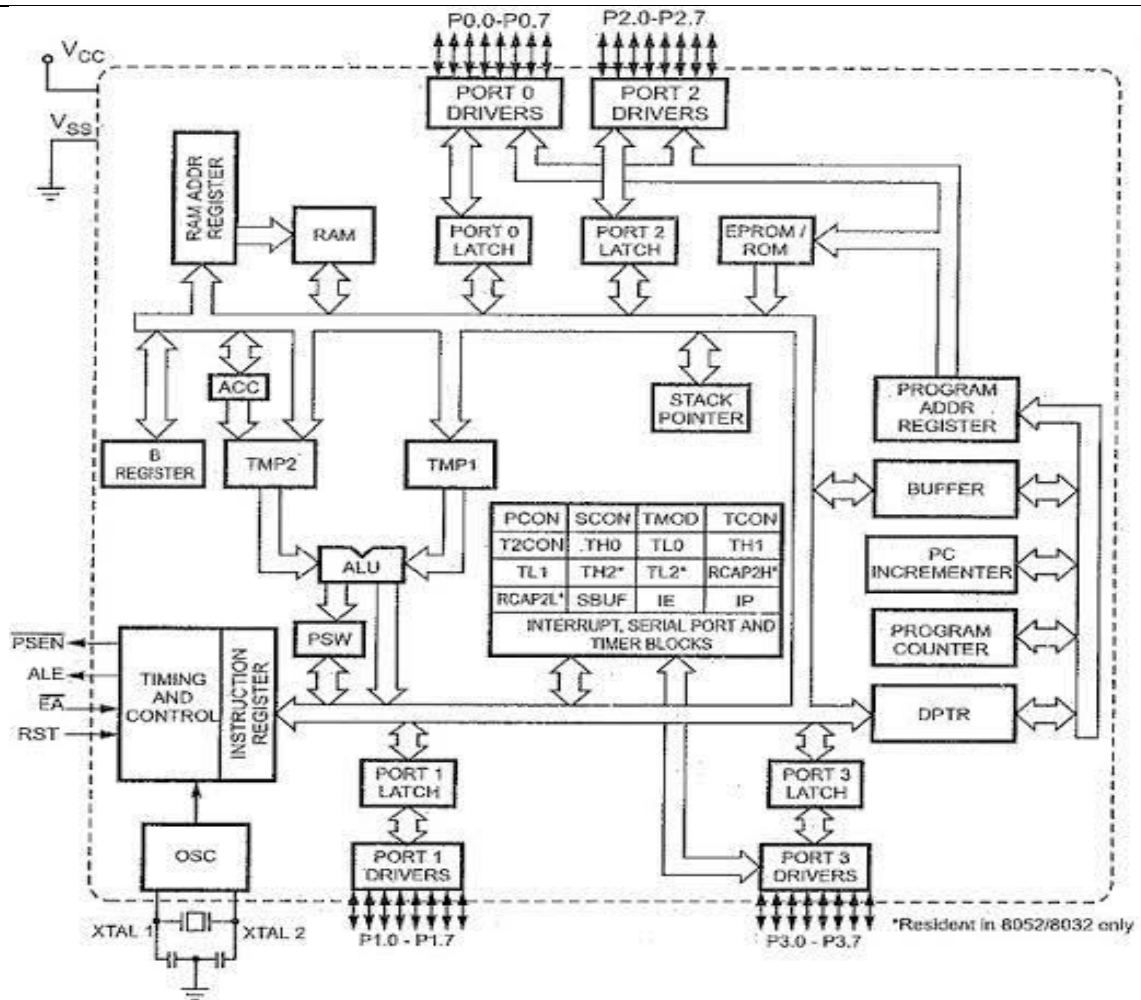 P0.0-P0.7
P2.0-P2.7
VCC
VSS
PORT 0
DRIVERS
PORT 2
DRIVERS
RAM ADDR
REGISTER
RAM
PORT 0
LATCH
PORT 2
LATCH
EPROM /
ROM
ACC
STACK
POINTER
PROGRAM
ADDR
REGISTER
B
REGISTER
TMP2
TMP1
BUFFER
PCON SCON TMOD TCON
T2CON .TH0 TL0 TH1
TL1 TH2* TL2* RCAP2H*
RCAP2L* SBUF IE IP
INTERRUPT, SERIAL PORT AND
TIMER BLOCKS
ALU
PC
INCREMENTER
PSW
PROGRAM
COUNTER
PSEN
ALE
EA
RST
TIMING
AND
CONTROL
INSTRUCTION
REGISTER
DPTR
PORT 1
LATCH
PORT 3
LATCH
OSC
PORT 1
DRIVERS
PORT 3
DRIVERS
XTAL 1
XTAL 2
P1.0 - P1.7
P3.0 - P3.7
*Resident in 8052/8032 only